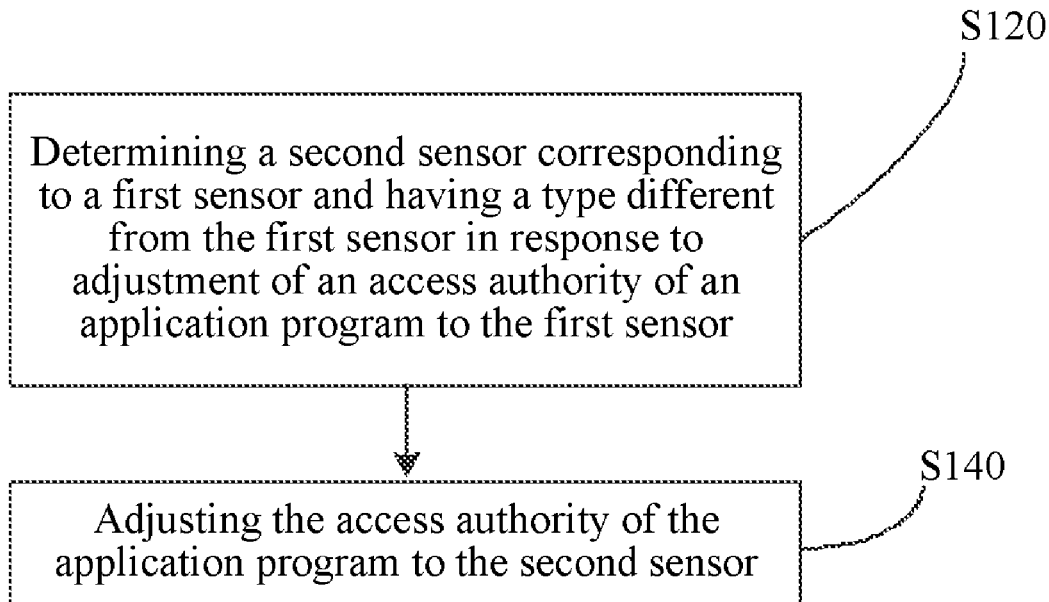 S120
Determining a second sensor corresponding
to a first sensor and having a type different
from the first sensor in response to
adjustment of an access authority of an
application program to the first sensor
S140
Adjusting the access authority of the
application program to the second sensor